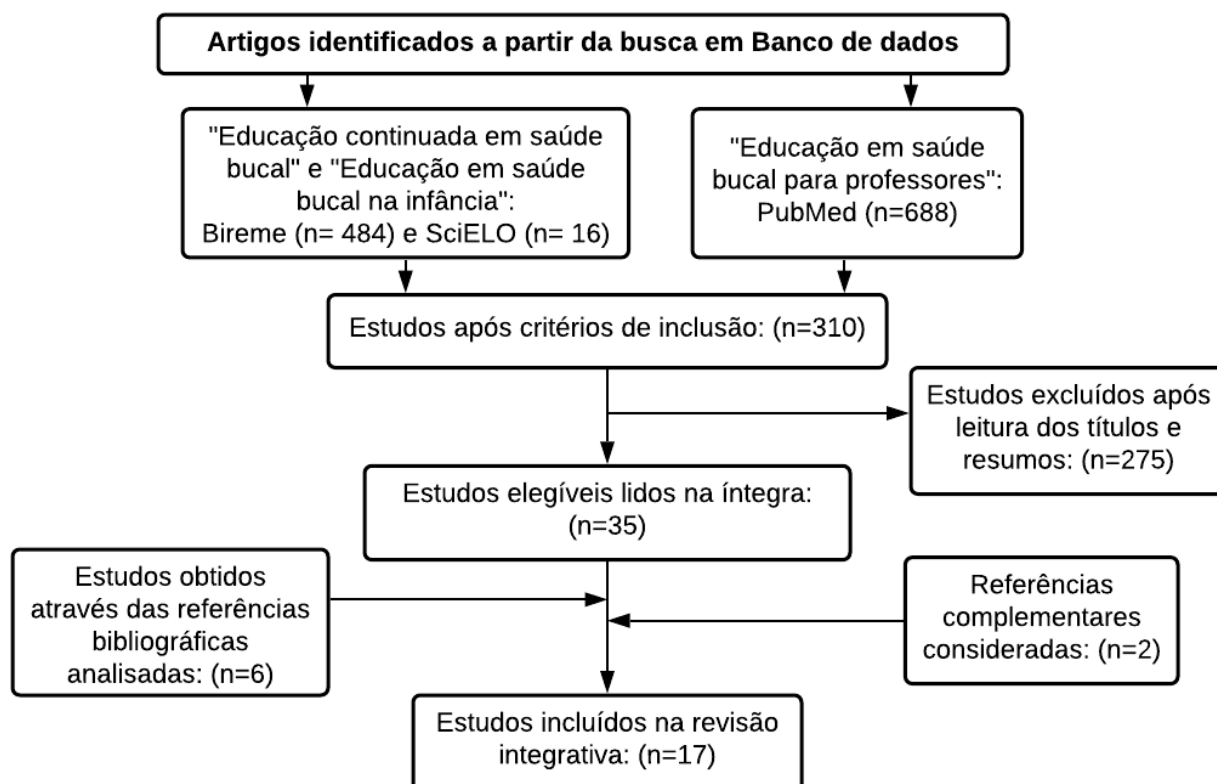 Artigos identificados a partir da busca em Banco de dados
"Educação continuada em saúde
bucal" e "Educação em saúde
bucal na infância":
Bireme (n= 484) e SciELO (n= 16)
"Educação em saúde
bucal para professores":
PubMed (n=688)
Estudos após critérios de inclusão: (n=310)
Estudos excluídos após
leitura dos títulos e
resumos: (n=275)
Estudos elegíveis lidos na íntegra:
(n=35)
Estudos obtidos
através das referências
bibliográficas
analisadas: (n=6)
Referências
complementares
consideradas: (n=2)
Estudos incluídos na revisão
integrativa: (n=17)